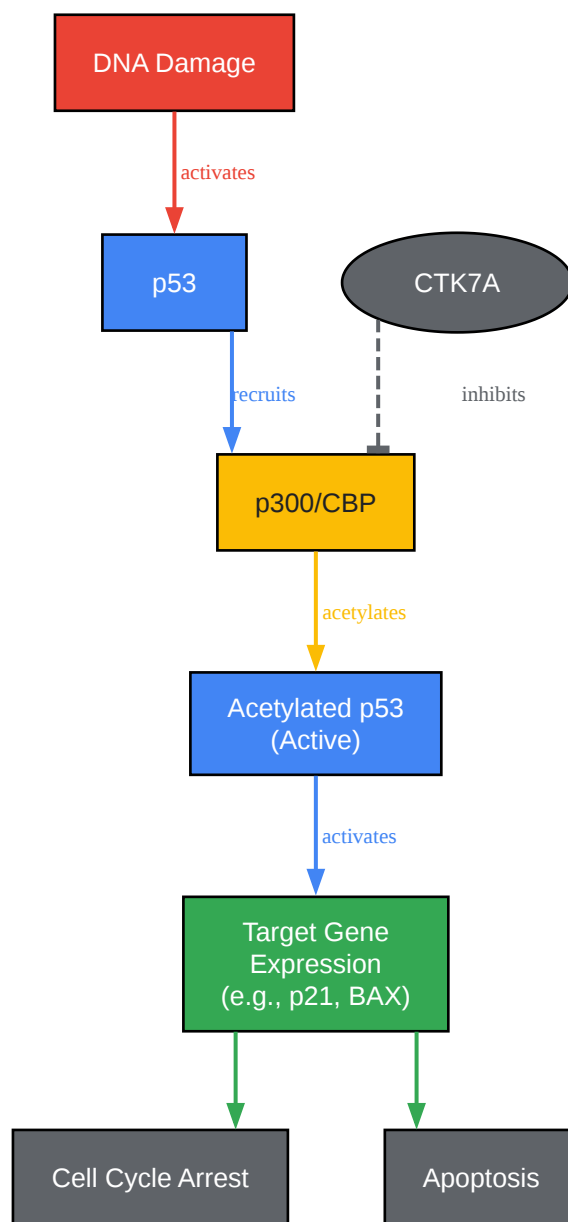 DNA Damage
activates
p53
CTK7A
recruits
inhibits
p300/CBP
acetylates
Acetylated p53
(Active)
activates
Target Gene
Expression
(e.g., p21, BAX)
Cell Cycle Arrest
Apoptosis